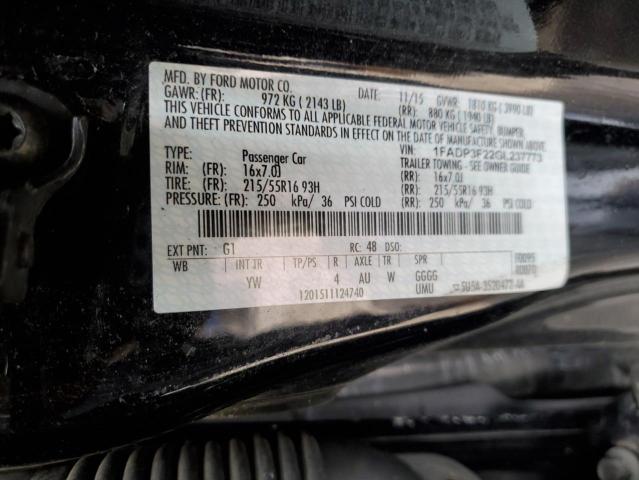 MFD. BY FORD MOTOR CO.
DATE: 11/15 GVWR: 1810 KG (3990 LB)
GAWR: (FR): 972 KG (2143 LB) (RR): 880 KG (1940 LB)
THIS VEHICLE CONFORMS TO ALL APPLICABLE FEDERAL MOTOR VEHICLE SAFETY, BUMPER,
AND THEFT PREVENTION STANDARDS IN EFFECT ON THE DATE OF MANUFACTURE SHOWN ABOVE.
VIN: 1FADP3F22GL237773
TYPE: Passenger Car TRAILER TOWING - SEE OWNER GUIDE
RIM: (FR): 16x7.0J (RR): 16x7.0J
TIRE: (FR): 215/55R16 93H (RR): 215/55R16 93H
PRESSURE: (FR): 250 kPa/ 36 PSI COLD (RR): 250 kPa/ 36 PSI COLD
EXT PNT: G1 RC: 48 DSO:
WB INT TR TP/PS R AXLE TR SPR
YW 4 AU W GGGG
1201511124740 UMU